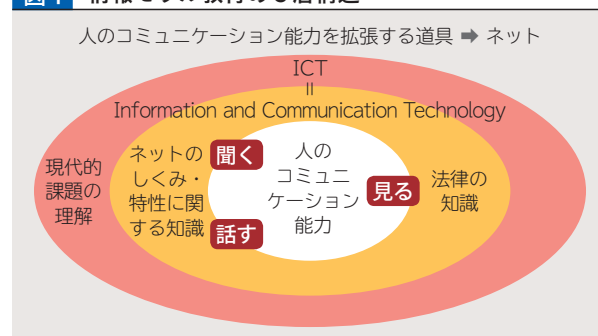 人のコミュニケーション能力を拡張する道具 ➡ ネット
ICT
=
Information and Communication Technology
現代的
課題の
理解
ネットの
しくみ・
特性に関
する知識
聞く
話す
人の
コミュニ
ケーション
能力
見る
法律の
知識